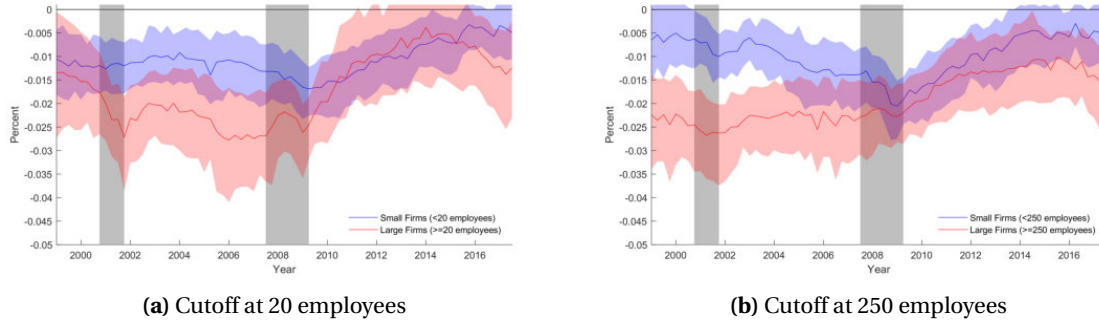 0
-0.005
-0.01
-0.015
-0.02
-0.025
-0.03
-0.035
-0.04
-0.045
-0.05
Percent
Small Firms (<20 employees)
Large Firms (>=20 employees)
2000 2002 2004 2006 2008 2010 2012 2014 2016
Year
(a) Cutoff at 20 employees
0
-0.005
-0.01
-0.015
-0.02
-0.025
-0.03
-0.035
-0.04
-0.045
-0.05
Percent
Small Firms (<250 employees)
Large Firms (>=250 employees)
2000 2002 2004 2006 2008 2010 2012 2014 2016
Year
(b) Cutoff at 250 employees